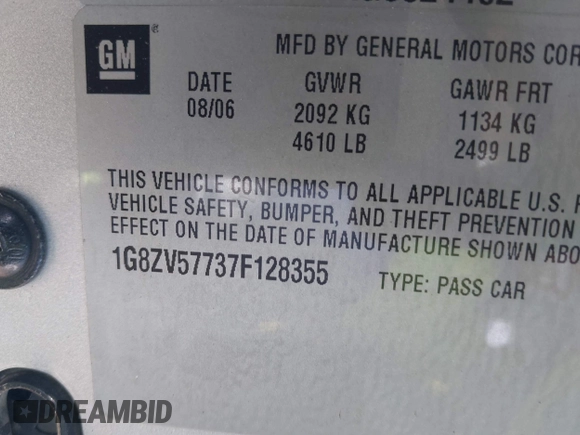 GM ®
MFD BY GENERAL MOTORS COR
DATE GVWR GAWR FRT
08/06 2092 KG 1134 KG
4610 LB 2499 LB
THIS VEHICLE CONFORMS TO ALL APPLICABLE U.S. F
VEHICLE SAFETY, BUMPER, AND THEFT PREVENTION
EFFECT ON THE DATE OF MANUFACTURE SHOWN ABO
1G8ZV57737F128355 TYPE: PASS CAR
DREAMBID